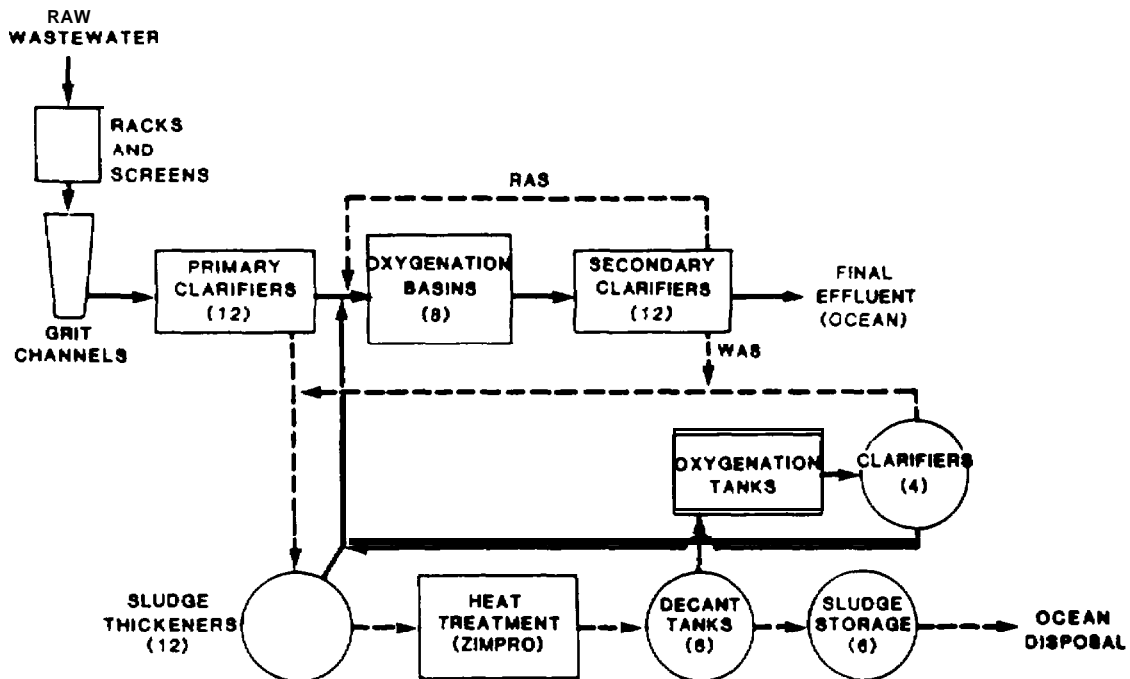 RAW
WASTEWATER
RACKS
AND
SCREENS
RAS
PRIMARY
CLARIFIERS
(12)
OXYGENATION
BASINS
(8)
SECONDARY
CLARIFIERS
(12)
FINAL
EFFLUENT
(OCEAN)
GRIT
CHANNELS
WAS
OXYGENATION
TANKS
CLARIFIERS
(4)
SLUDGE
THICKENERS
(12)
HEAT
TREATMENT
(ZIMPRO)
DECANT
TANKS
(6)
SLUDGE
STORAGE
(6)
OCEAN
DISPOSAL